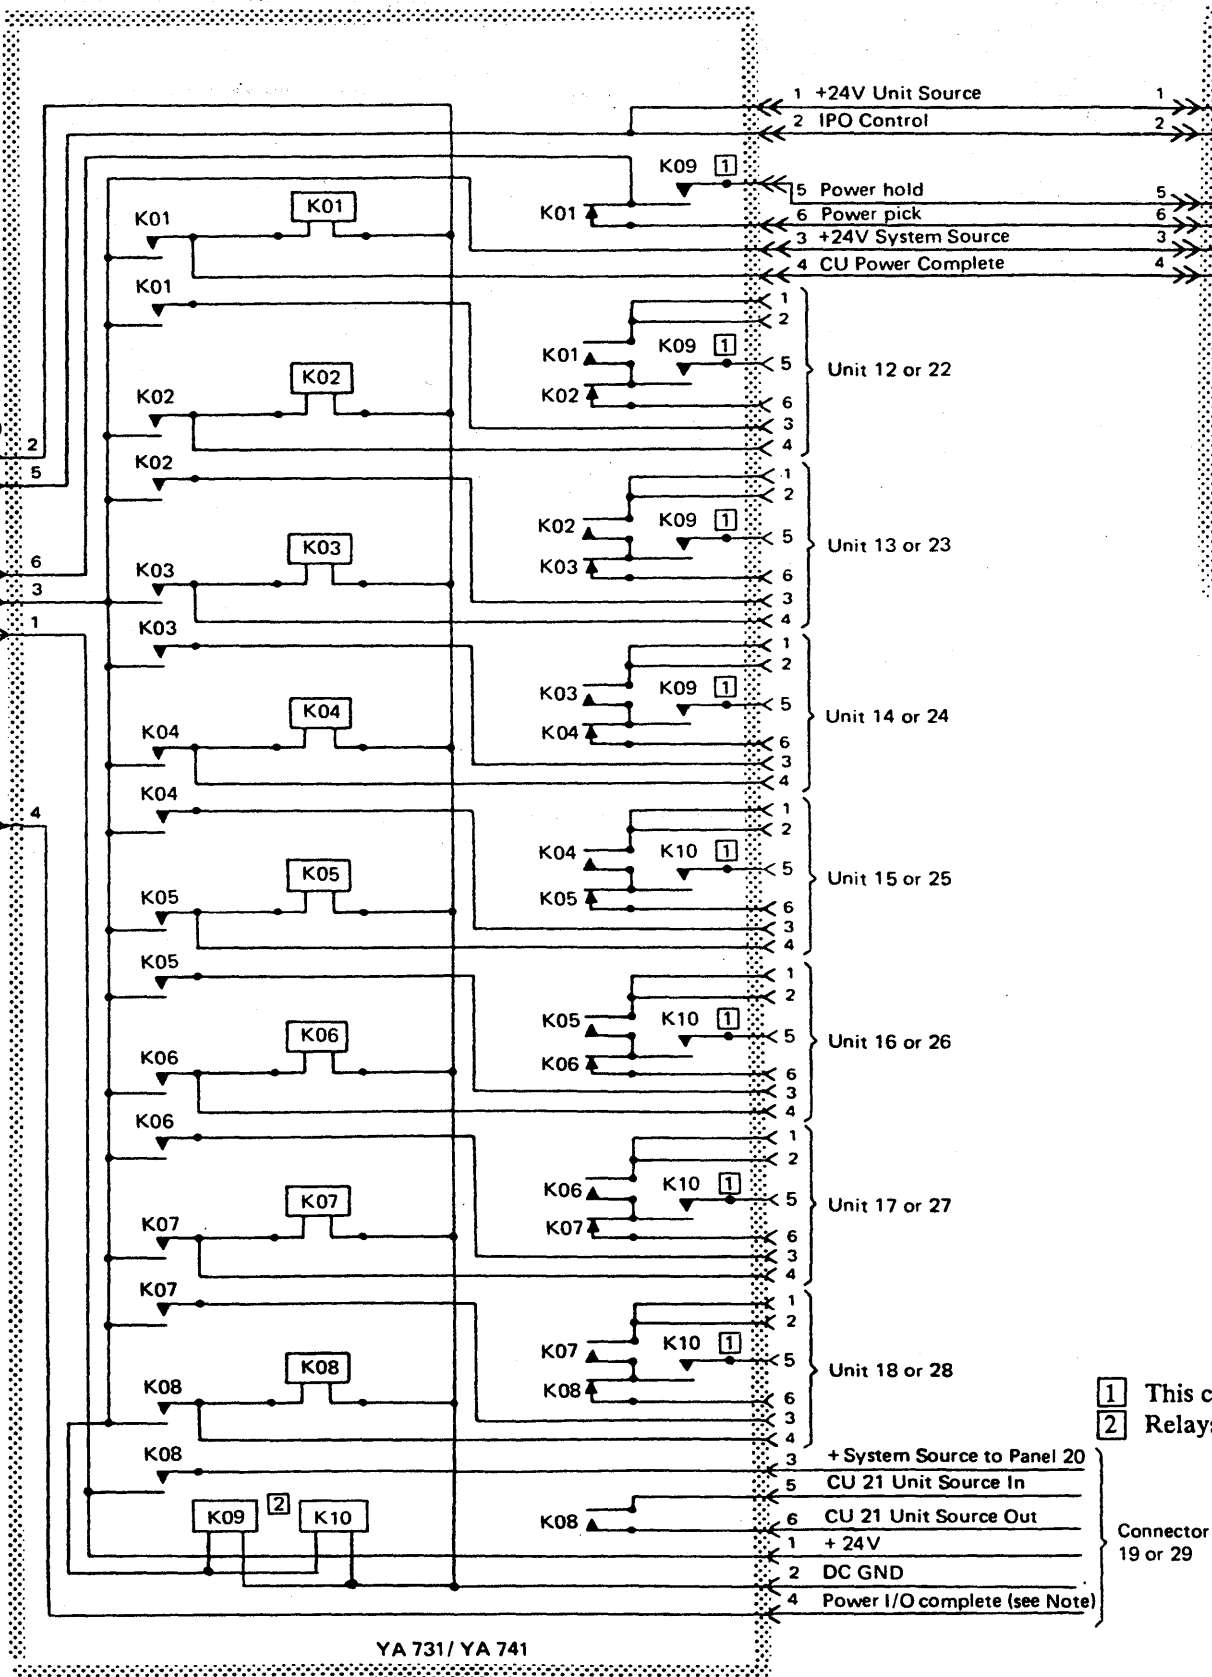 1 +24V Unit Source 1
2 IPO Control 2
K09 1
5 Power hold 5
K01
6 Power pick 6
K01 K01
3 +24V System Source 3
4 CU Power Complete 4
K01
1
2
K01 K09 1
5
Unit 12 or 22
K02
K02
K02
6
3
2
4
K02
5
1
2
K02 K09 1
5
Unit 13 or 23
K03
K03
K03
6
6
3
3
4
1
K03
1
2
K03 K09 1
5
Unit 14 or 24
K04
K04
K04
6
3
4
K04
4
1
2
K04 K10 1
5
Unit 15 or 25
K05
K05
K05
6
3
4
K05
1
2
K05 K10 1
5
Unit 16 or 26
K06
K06
K06
6
3
4
K06
1
2
K06 K10 1
5
Unit 17 or 27
K07
K07
K07
6
3
4
K07
1
2
K07 K10 1
5
Unit 18 or 28
K08
K08
K08
6
3
4
1 This c
2 Relays
K08
3 + System Source to Panel 20
5 CU 21 Unit Source In
K09 2 K10
K08
6 CU 21 Unit Source Out
1 + 24V
2 DC GND
4 Power I/O complete (see Note)
Connector
19 or 29
YA 731/ YA 741